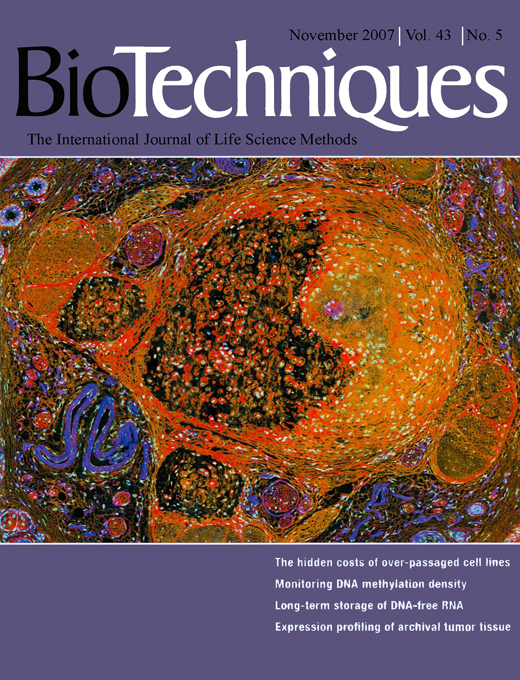 November 2007 | Vol. 43 | No. 5
BioTechniques
The International Journal of Life Science Methods
The hidden costs of over-passaged cell lines
Monitoring DNA methylation density
Long-term storage of DNA-free RNA
Expression profiling of archival tumor tissue